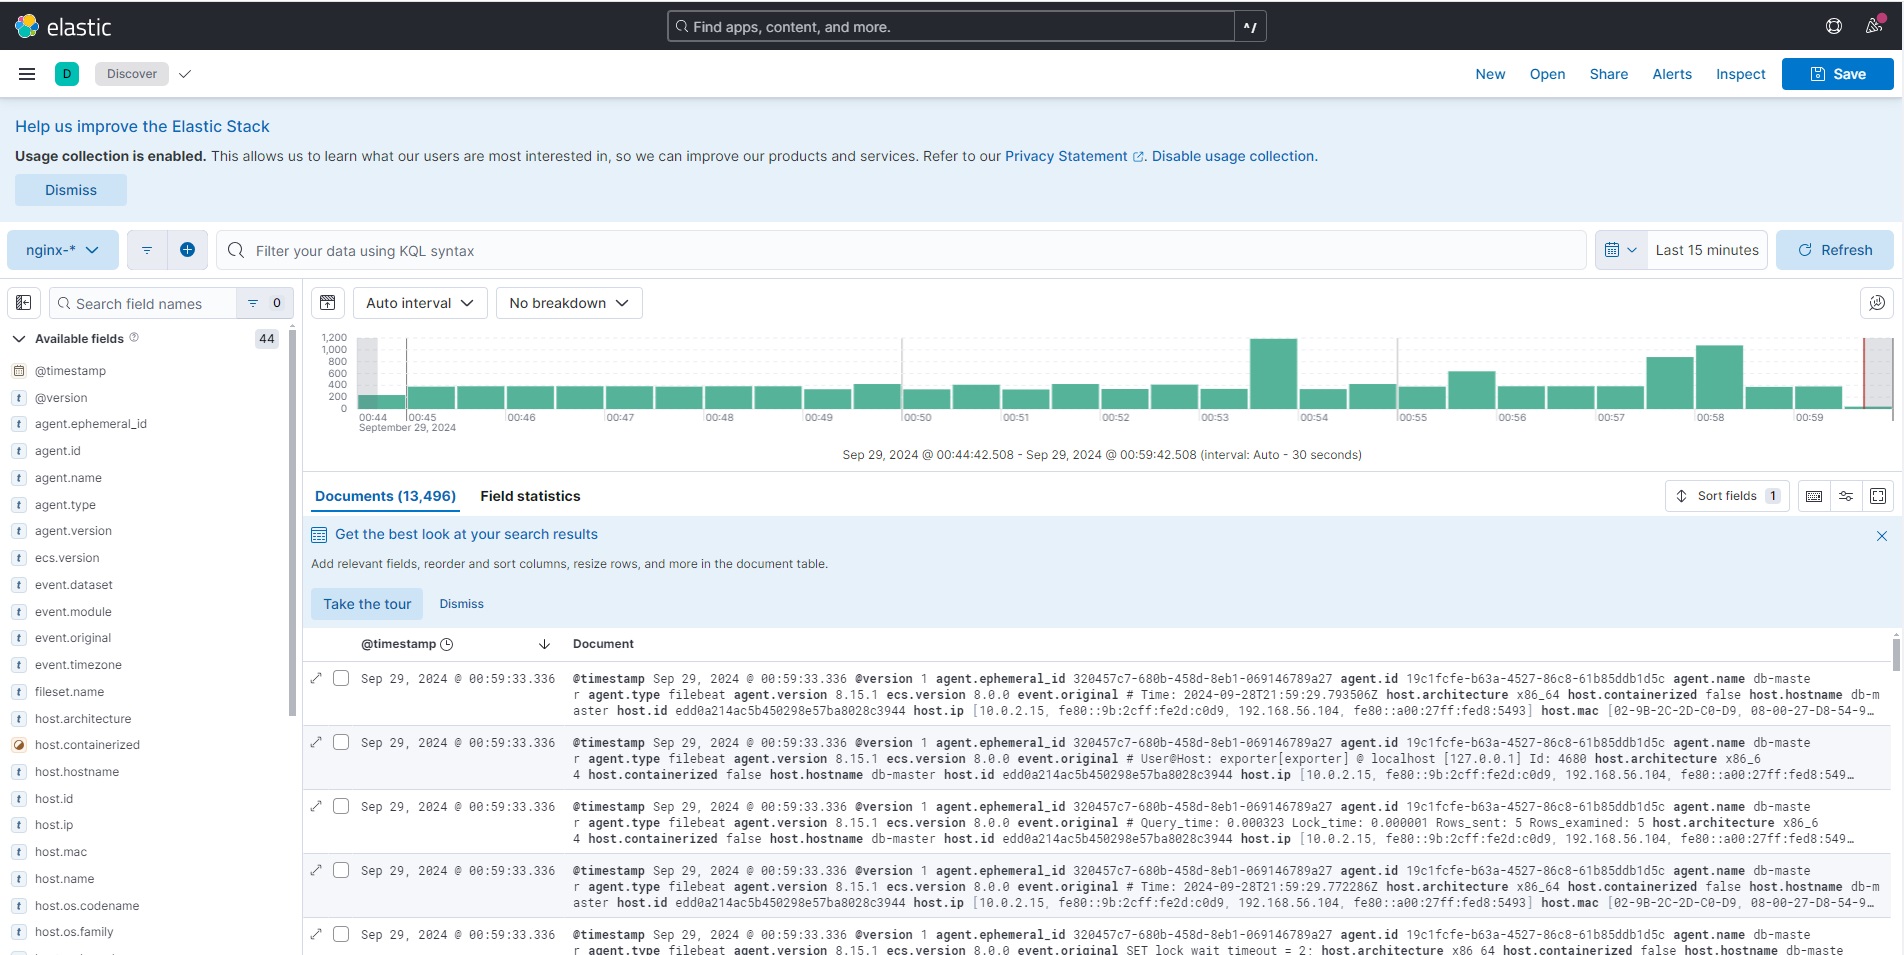 elastic
Find apps, content, and more.
^/
D
Discover
New
Open
Share
Alerts
Inspect
Save
Help us improve the Elastic Stack
Usage collection is enabled. This allows us to learn what our users are most interested in, so we can improve our products and services. Refer to our Privacy Statement. Disable usage collection.
Dismiss
nginx-*
Filter your data using KQL syntax
Last 15 minutes
Refresh
Search field names
0
Auto interval
No breakdown
Available fields
44
@timestamp
@version
agent.ephemeral_id
agent.id
agent.name
agent.type
agent.version
ecs.version
event.dataset
event.module
event.original
event.timezone
fileset.name
host.architecture
host.containerized
host.hostname
host.id
host.ip
host.mac
host.name
host.os.codename
host.os.family
1,200
1,000
800
600
400
200
0
00:44 00:45 00:46 00:47 00:48 00:49 00:50 00:51 00:52 00:53 00:54 00:55 00:56 00:57 00:58 00:59
September 29, 2024
Sep 29, 2024 @ 00:44:42.508 - Sep 29, 2024 @ 00:59:42.508 (interval: Auto - 30 seconds)
Documents (13,496)
Field statistics
Sort fields 1
Get the best look at your search results
Add relevant fields, reorder and sort columns, resize rows, and more in the document table.
Take the tour
Dismiss
@timestamp
Document
Sep 29, 2024 @ 00:59:33.336
@timestamp Sep 29, 2024 @ 00:59:33.336 @version 1 agent.ephemeral_id 320457c7-680b-458d-8eb1-069146789a27 agent.id 19c1fcfe-b63a-4527-86c8-61b85ddb1d5c agent.name db-maste
r agent.type filebeat agent.version 8.15.1 ecs.version 8.0.0 event.original # Time: 2024-09-28T21:59:29.793506Z host.architecture x86_64 host.containerized false host.hostname db-m
aster host.id edd0a214ac5b450298e57ba8028c3944 host.ip [10.0.2.15, fe80::9b:2cff:fe2d:c0d9, 192.168.56.104, fe80::a00:27ff:fed8:5493] host.mac [02-9B-2C-2D-C0-D9, 08-00-27-D8-54-9…
Sep 29, 2024 @ 00:59:33.336
@timestamp Sep 29, 2024 @ 00:59:33.336 @version 1 agent.ephemeral_id 320457c7-680b-458d-8eb1-069146789a27 agent.id 19c1fcfe-b63a-4527-86c8-61b85ddb1d5c agent.name db-maste
r agent.type filebeat agent.version 8.15.1 ecs.version 8.0.0 event.original # User@Host: exporter[exporter] @ localhost [127.0.0.1] Id: 4680 host.architecture x86_6
4 host.containerized false host.hostname db-master host.id edd0a214ac5b450298e57ba8028c3944 host.ip [10.0.2.15, fe80::9b:2cff:fe2d:c0d9, 192.168.56.104, fe80::a00:27ff:fed8:549…
Sep 29, 2024 @ 00:59:33.336
@timestamp Sep 29, 2024 @ 00:59:33.336 @version 1 agent.ephemeral_id 320457c7-680b-458d-8eb1-069146789a27 agent.id 19c1fcfe-b63a-4527-86c8-61b85ddb1d5c agent.name db-maste
r agent.type filebeat agent.version 8.15.1 ecs.version 8.0.0 event.original # Query_time: 0.000323 Lock_time: 0.000001 Rows_sent: 5 Rows_examined: 5 host.architecture x86_6
4 host.containerized false host.hostname db-master host.id edd0a214ac5b450298e57ba8028c3944 host.ip [10.0.2.15, fe80::9b:2cff:fe2d:c0d9, 192.168.56.104, fe80::a00:27ff:fed8:549…
Sep 29, 2024 @ 00:59:33.336
@timestamp Sep 29, 2024 @ 00:59:33.336 @version 1 agent.ephemeral_id 320457c7-680b-458d-8eb1-069146789a27 agent.id 19c1fcfe-b63a-4527-86c8-61b85ddb1d5c agent.name db-maste
r agent.type filebeat agent.version 8.15.1 ecs.version 8.0.0 event.original # Time: 2024-09-28T21:59:29.772286Z host.architecture x86_64 host.containerized false host.hostname db-m
aster host.id edd0a214ac5b450298e57ba8028c3944 host.ip [10.0.2.15, fe80::9b:2cff:fe2d:c0d9, 192.168.56.104, fe80::a00:27ff:fed8:5493] host.mac [02-9B-2C-2D-C0-D9, 08-00-27-D8-54-9…
Sep 29, 2024 @ 00:59:33.336
@timestamp Sep 29, 2024 @ 00:59:33.336 @version 1 agent.ephemeral_id 320457c7-680b-458d-8eb1-069146789a27 agent.id 19c1fcfe-b63a-4527-86c8-61b85ddb1d5c agent.name db-maste
r agent.type filebeat agent.version 8.15.1 ecs.version 8.0.0 event.original SET lock_wait_timeout = 2; host.architecture x86_64 host.containerized false host.hostname db-maste